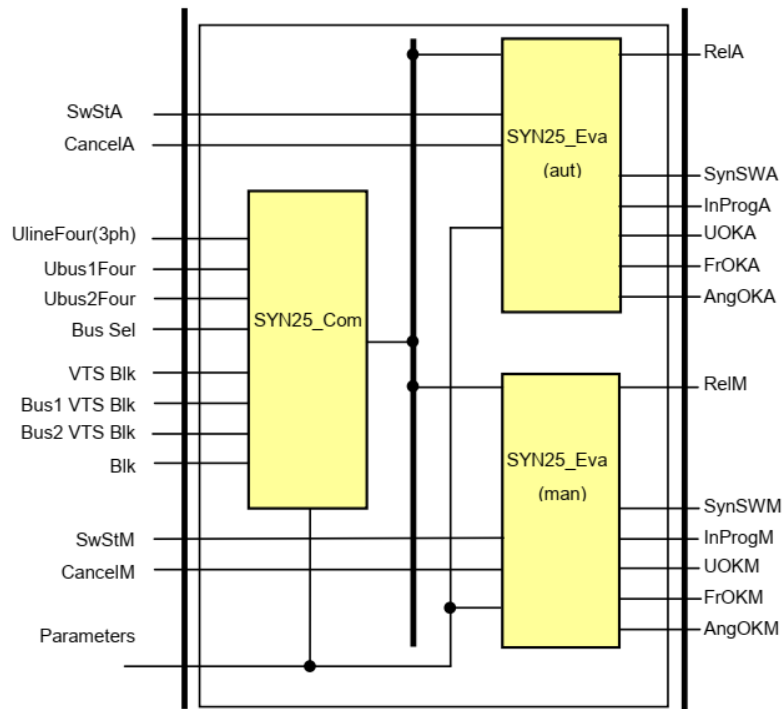 SwStA
CancelA
UlineFour(3ph)
Ubus1Four
Ubus2Four
Bus Sel
VTS Blk
Bus1 VTS Blk
Bus2 VTS Blk
Blk
SwStM
CancelM
Parameters
SYN25_Com
SYN25_Eva
(aut)
SYN25_Eva
(man)
RelA
SynSWA
InProgA
UOKA
FrOKA
AngOKA
RelM
SynSWM
InProgM
UOKM
FrOKM
AngOKM